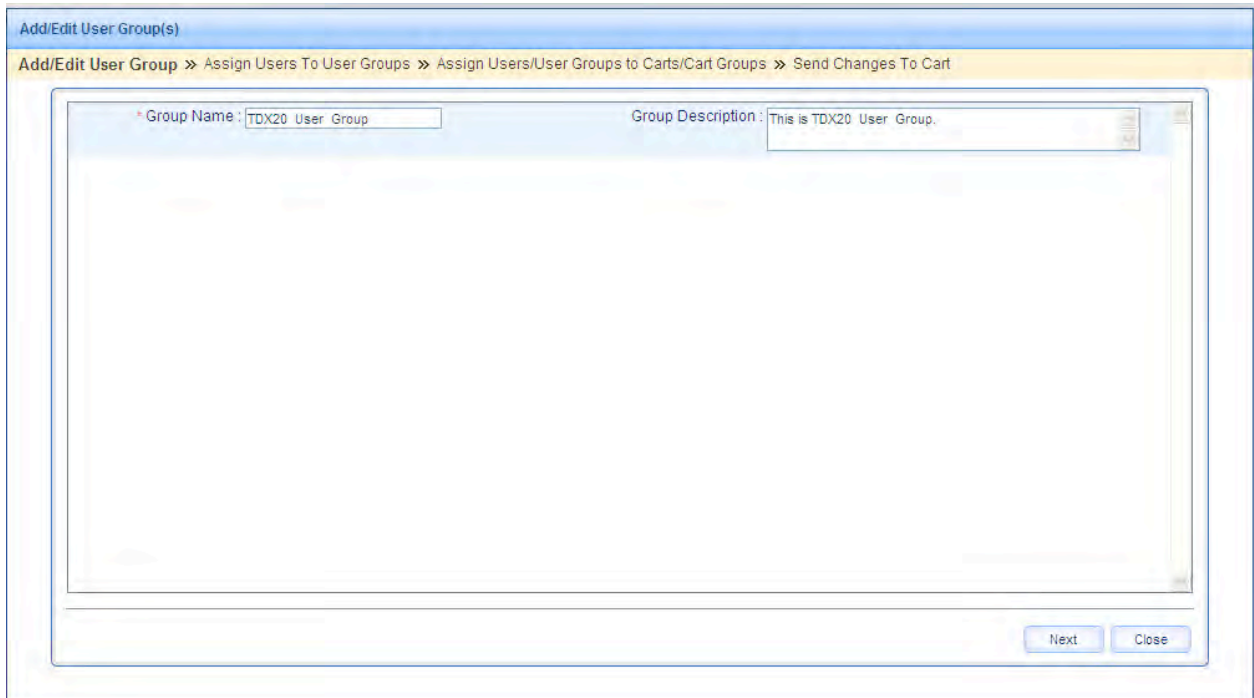 Add/Edit User Group(s)
Add/Edit User Group » Assign Users To User Groups » Assign Users/User Groups to Carts/Cart Groups » Send Changes To Cart
* Group Name : TDX20 User Group Group Description : This is TDX20 User Group.
Next Close